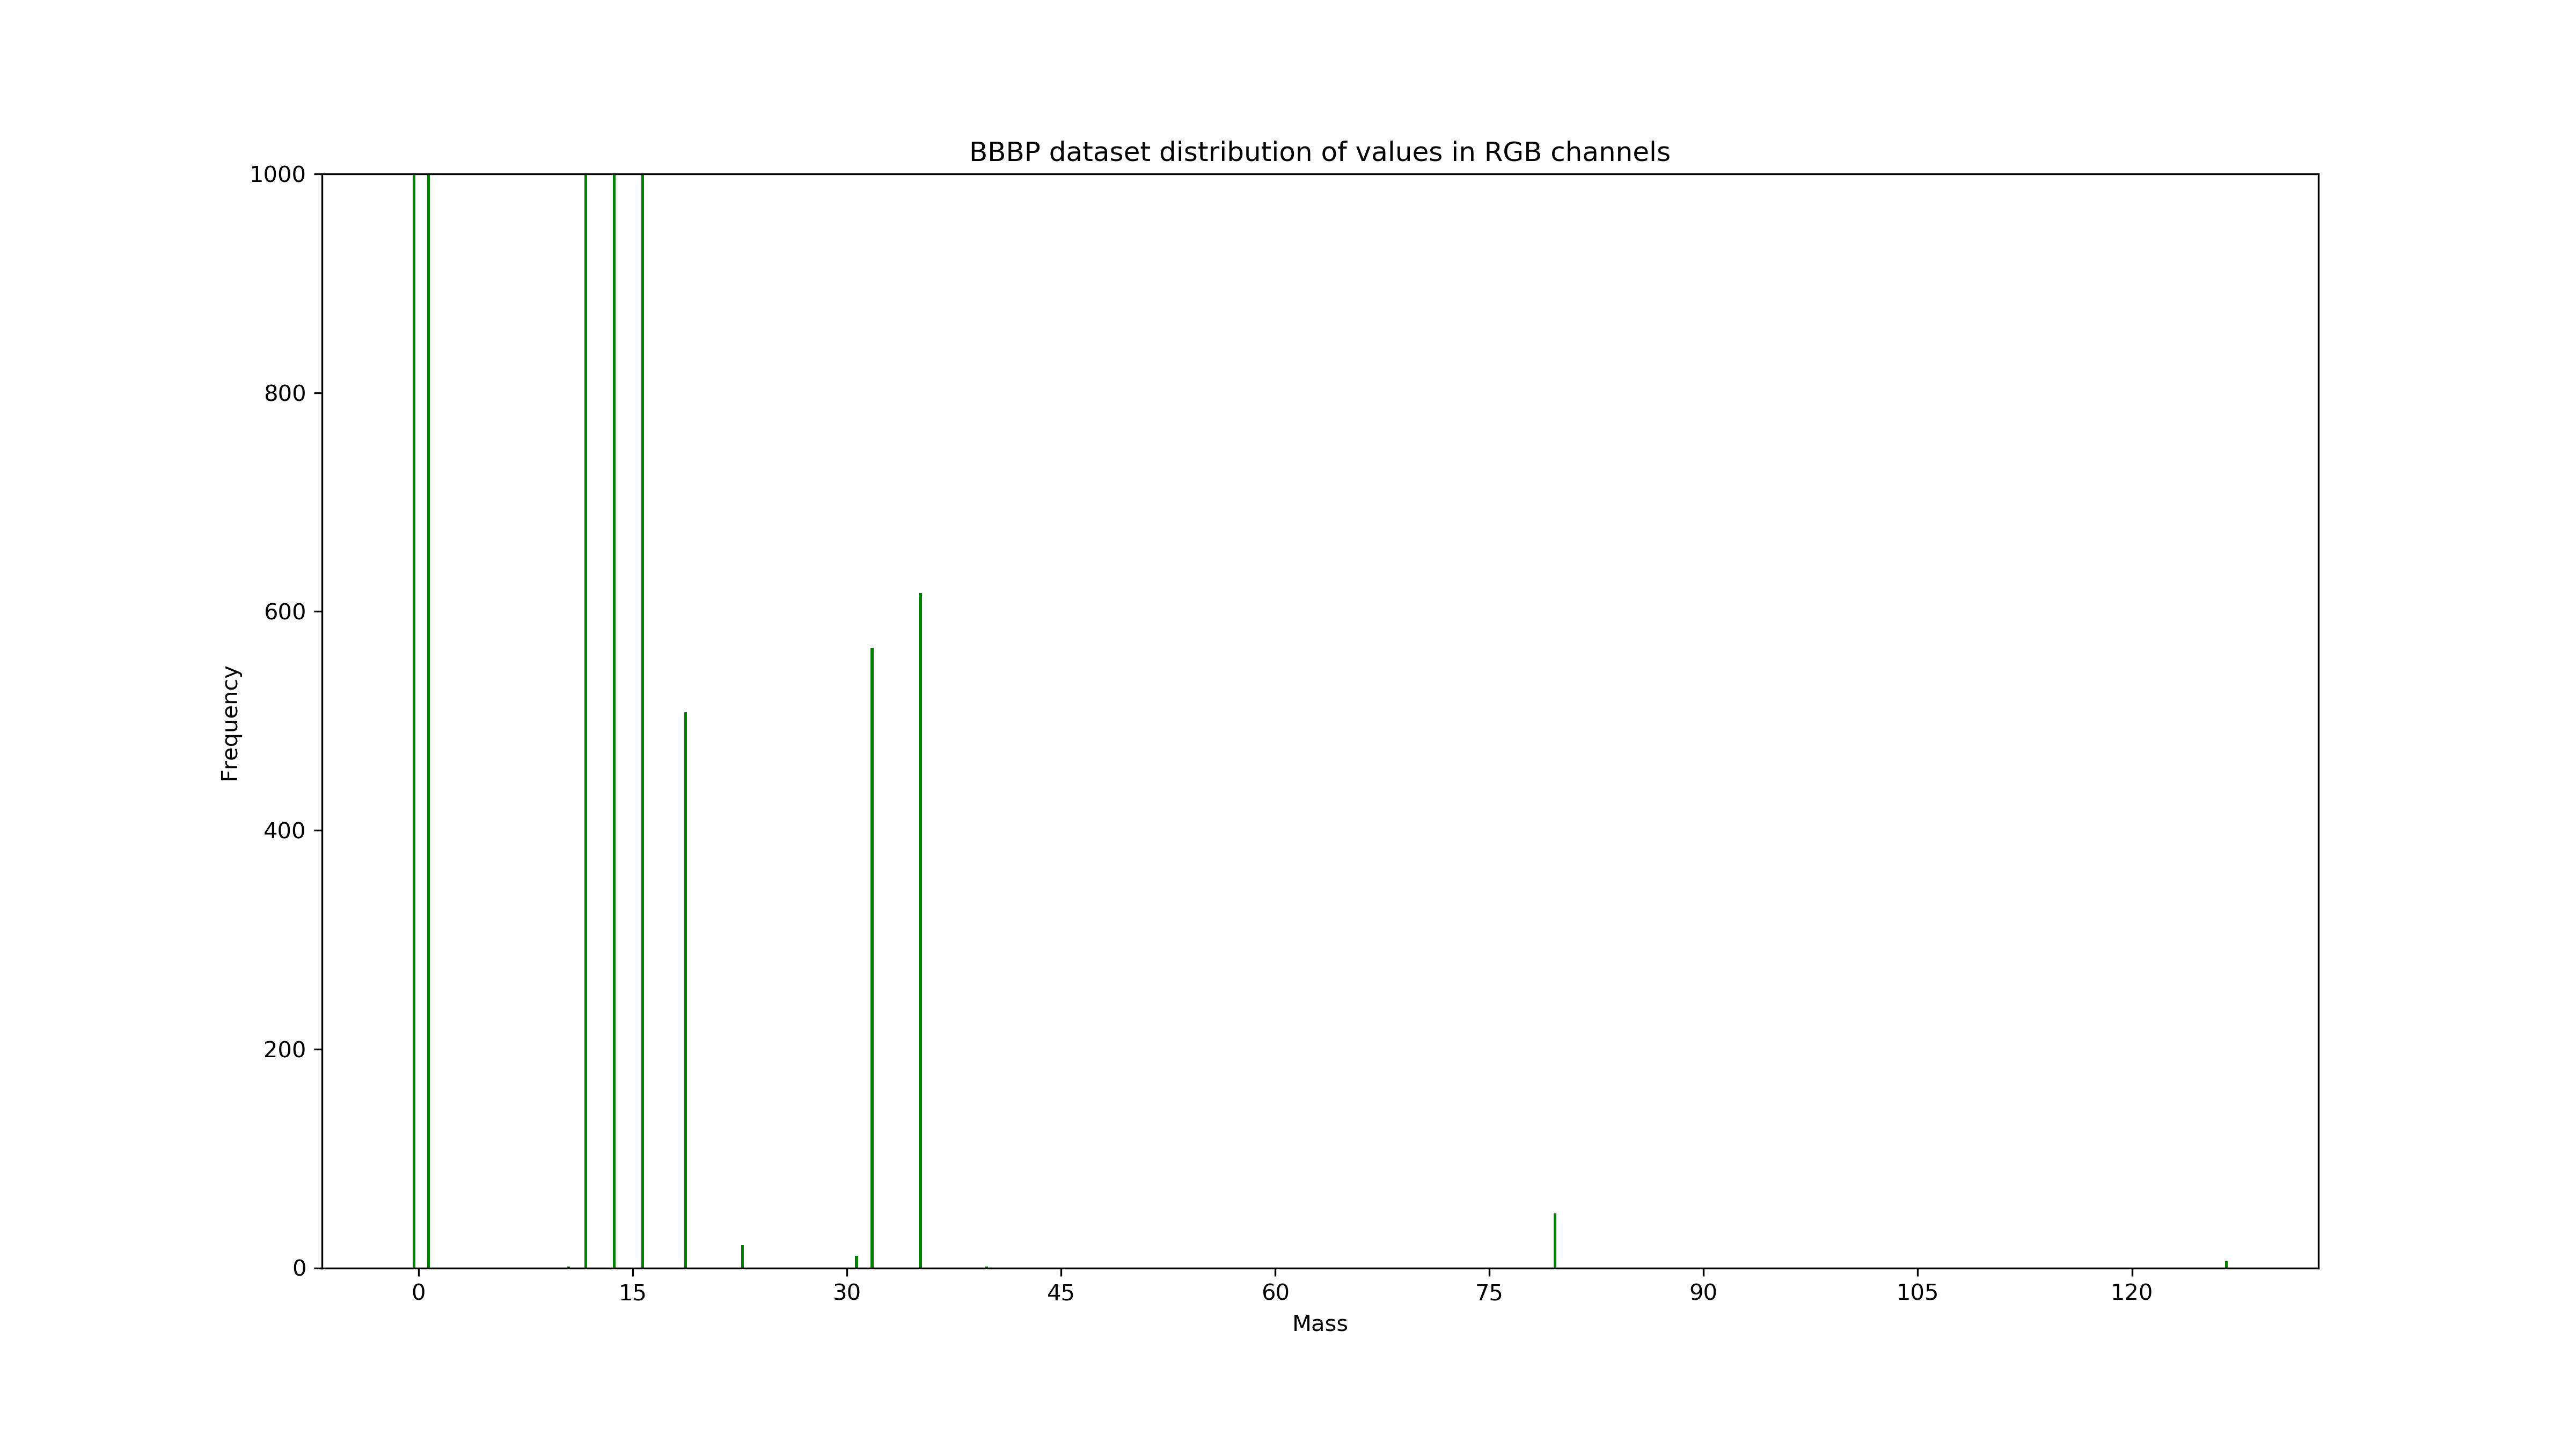 BBBP dataset distribution of values in RGB channels
1000
800
600
400
200
0
Frequency
0 15 30 45 60 75 90 105 120
Mass